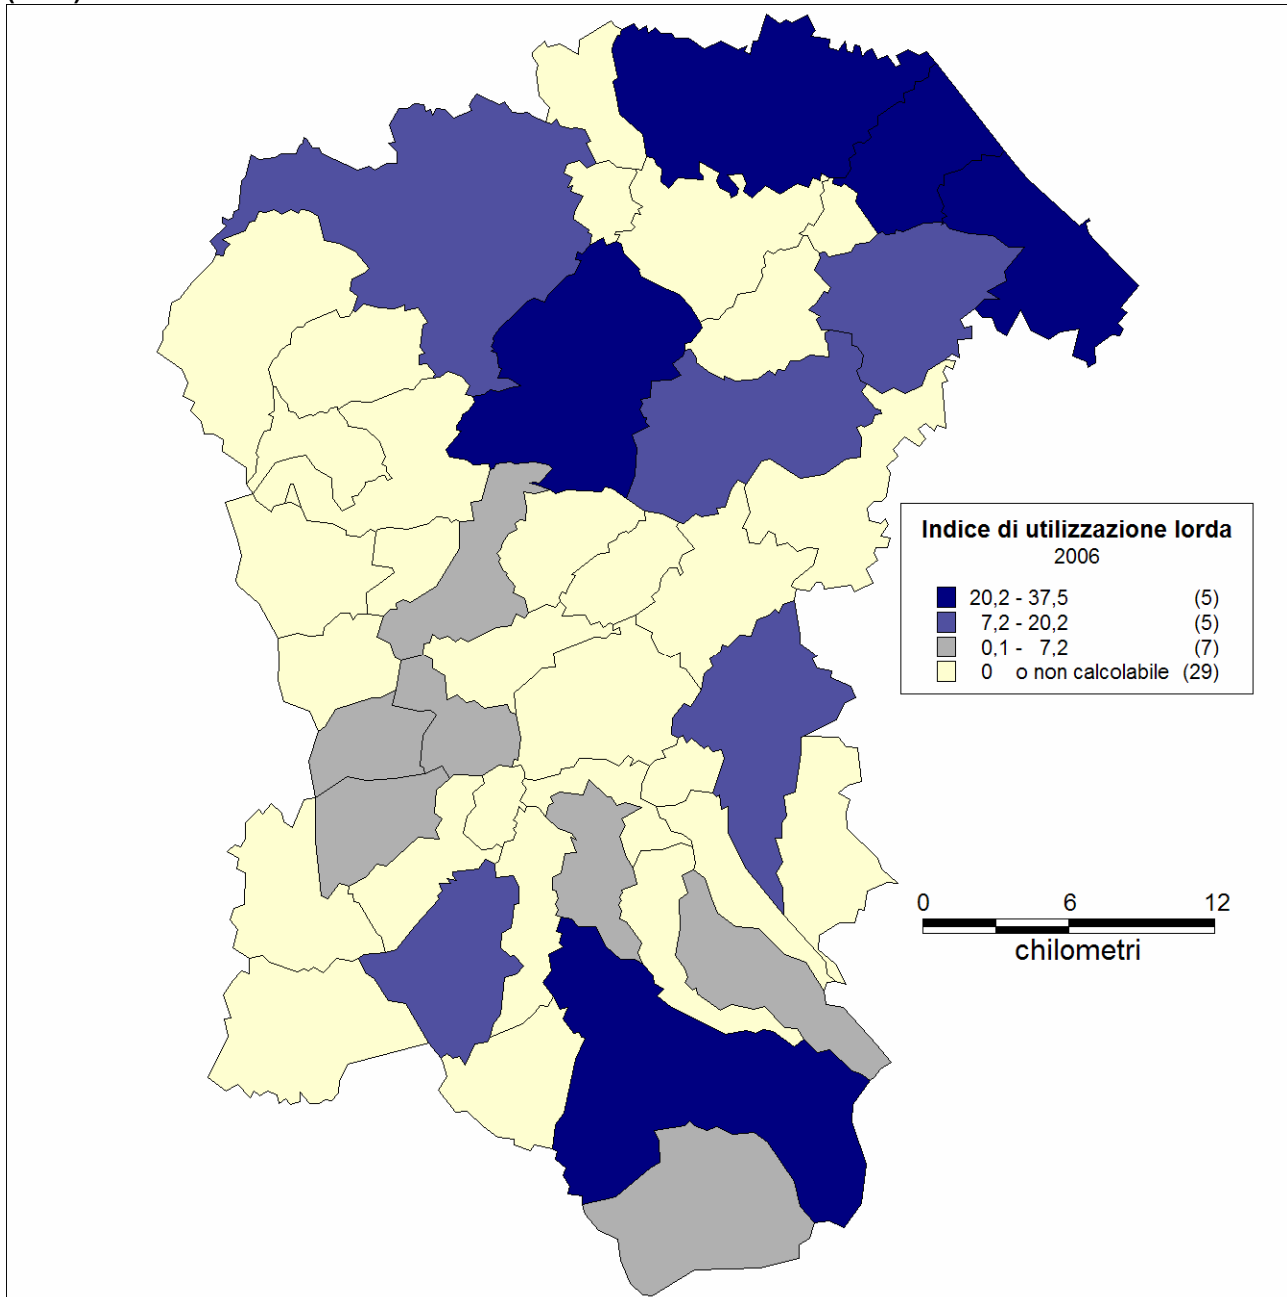 Indice di utilizzazione lorda
2006
20,2 - 37,5 (5)
7,2 - 20,2 (5)
0,1 - 7,2 (7)
0 o non calcolabile (29)
0 6 12
chilometri